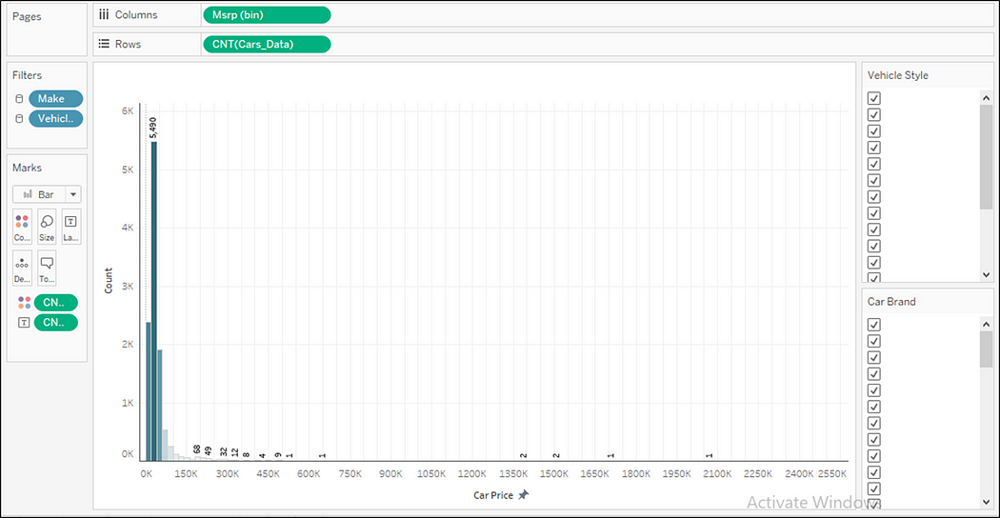 Pages
Columns
Msrp (bin)
Rows
CNT(Cars_Data)
Filters
Make
Vehicl..
Marks
Bar
Co...
Size
La...
De...
To...
CN..
CN..
Count
6K
5K
4K
3K
2K
1K
0K
5,490
68
49
32
12
8
4
9
1
1
2
2
1
1
0K 150K 300K 450K 600K 750K 900K 1050K 1200K 1350K 1500K 1650K 1800K 1950K 2100K 2250K 2400K 2550K
Car Price
Vehicle Style
Car Brand
Activate Windows